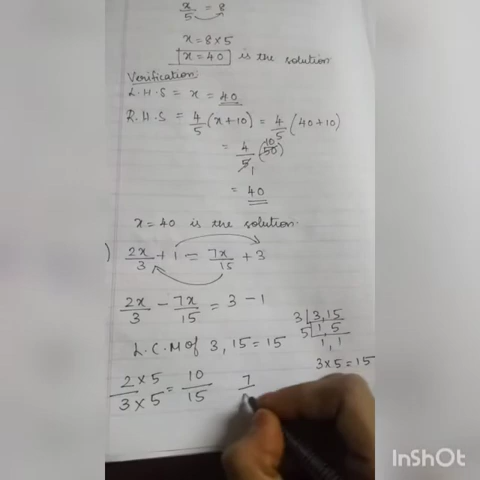 x/5 = 8
x = 8 × 5
x = 40 is the solution
Verification:
L.H.S = x = 40
R.H.S = 4/5 (x + 10) = 4/5 (40 + 10)
= 4/5 (50) 10 1
= 40
x = 40 is the solution.
) 2x/3 + 1 = 7x/15 + 3
2x/3 − 7x/15 = 3 − 1
L.C.M of 3, 15 = 15
3 | 3, 15
5 | 1, 5
1, 1
3 × 5 = 15
2 × 5 / 3 × 5 = 10/15 7
InShOt